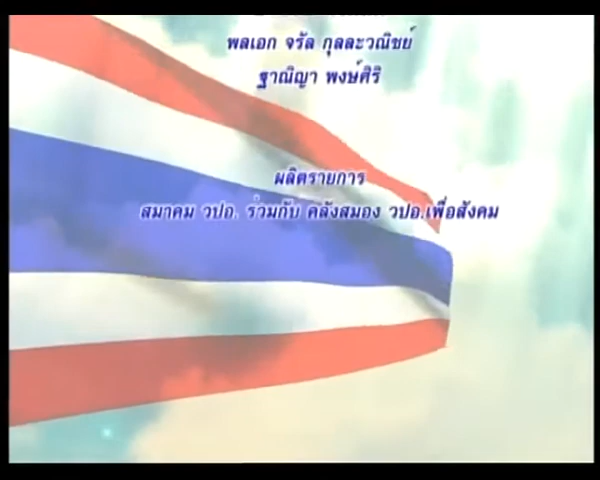 พลเอก จรัล กุลละวณิชย์
ฐาณิญา พงษ์ศิริ
ผลิตรายการ
สมาคม วปอ. ร่วมกับ คลังสมอง วปอ.เพื่อสังคม